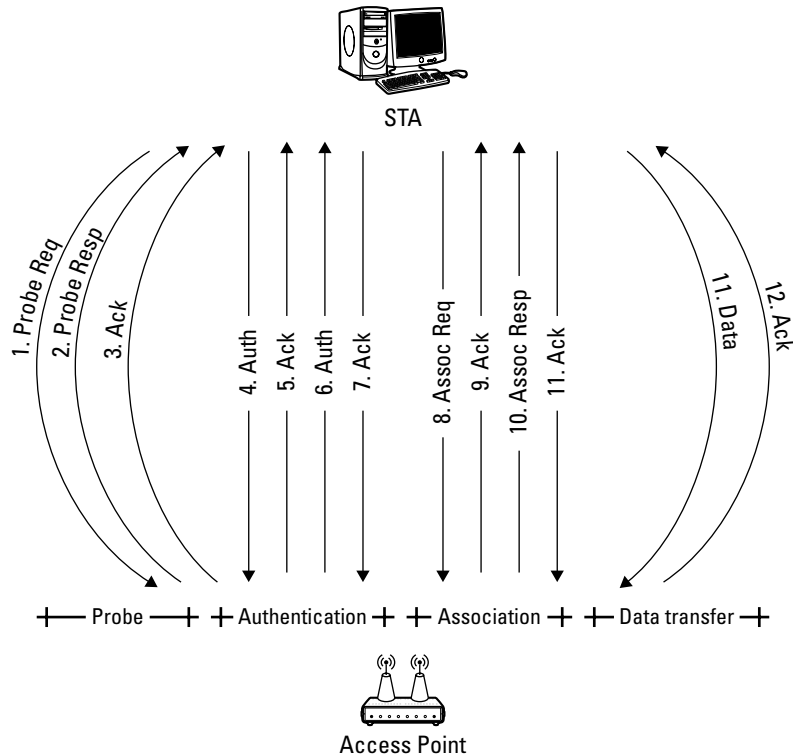 STA
1. Probe Req
2. Probe Resp
3. Ack
4. Auth
5. Ack
6. Auth
7. Ack
8. Assoc Req
9. Ack
10. Assoc Resp
11. Ack
11. Data
12. Ack
Probe
Authentication
Association
Data transfer
Access Point